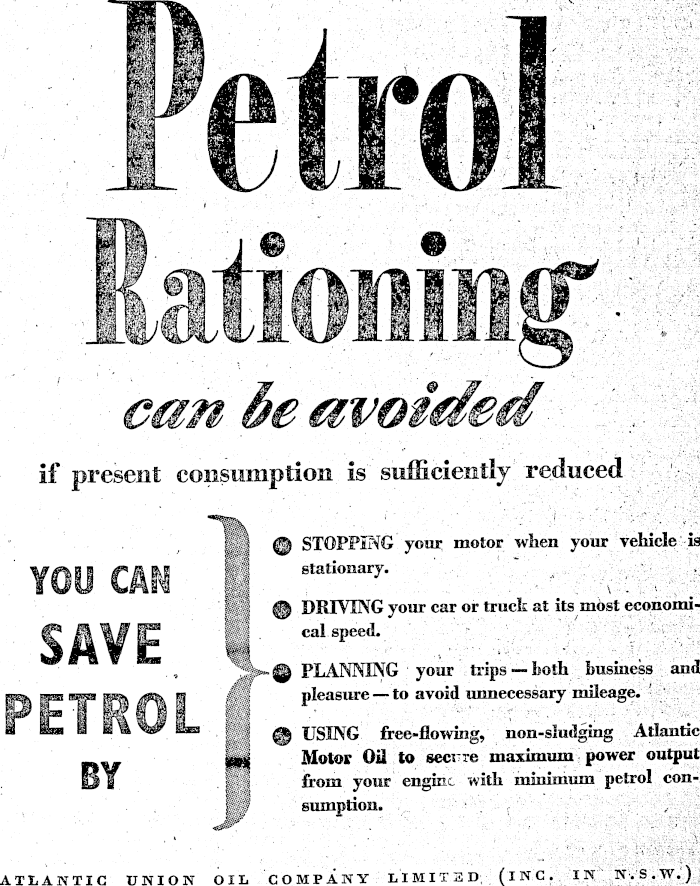 Petrol
Rationing
can be avoided
if present consumption is sufficiently reduced
YOU CAN
SAVE
PETROL
BY
STOPPING your motor when your vehicle is
stationary.
DRIVING your car or truck at its most economi-
cal speed.
PLANNING your trips — both business and
pleasure — to avoid unnecessary mileage.
USING free-flowing, non-sludging Atlantic
Motor Oil to secure maximum power output
from your engine with minimum petrol con-
sumption.
ATLANTIC UNION OIL COMPANY LIMITED (INC. IN N.S.W.)